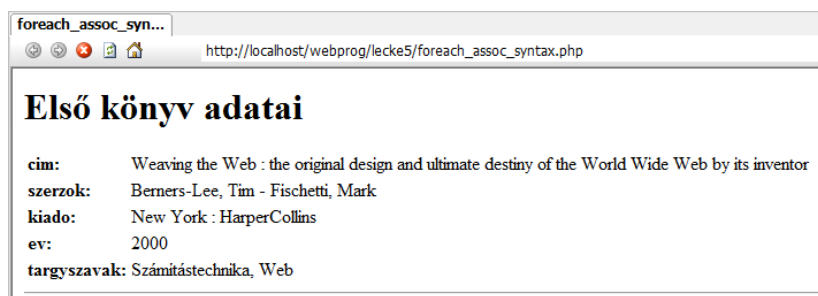 foreach_assoc_syn...
http://localhost/webprog/lecke5/foreach_assoc_syntax.php
Első könyv adatai
cim: Weaving the Web : the original design and ultimate destiny of the World Wide Web by its inventor
szerzok: Berners-Lee, Tim - Fischetti, Mark
kiado: New York : HarperCollins
ev: 2000
targyszavak: Számítástechnika, Web